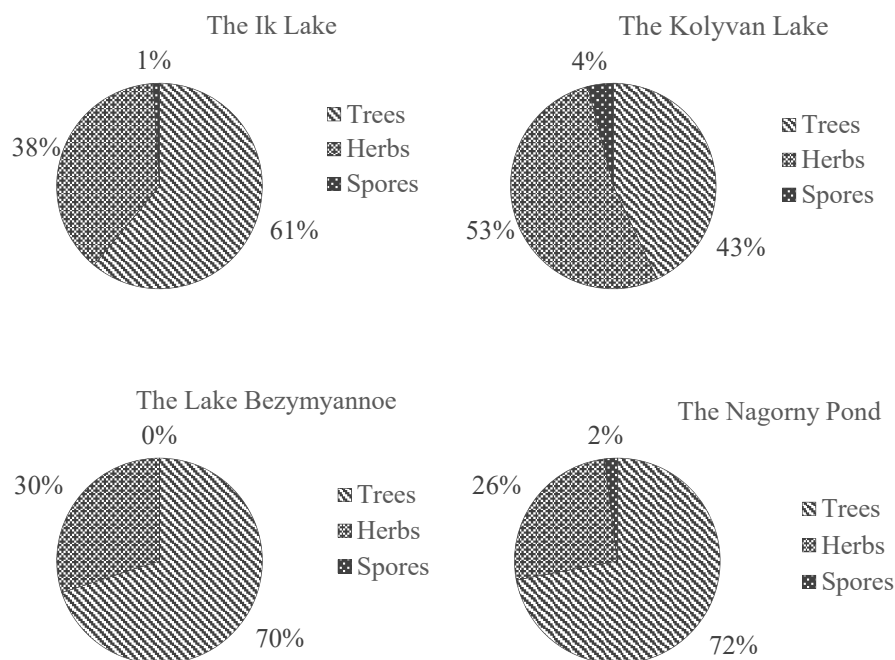 The Ik Lake
1%
38%
61%
Trees
Herbs
Spores
The Kolyvan Lake
4%
53%
43%
Trees
Herbs
Spores
The Lake Bezymyannoe
0%
30%
70%
Trees
Herbs
Spores
The Nagorny Pond
2%
26%
72%
Trees
Herbs
Spores